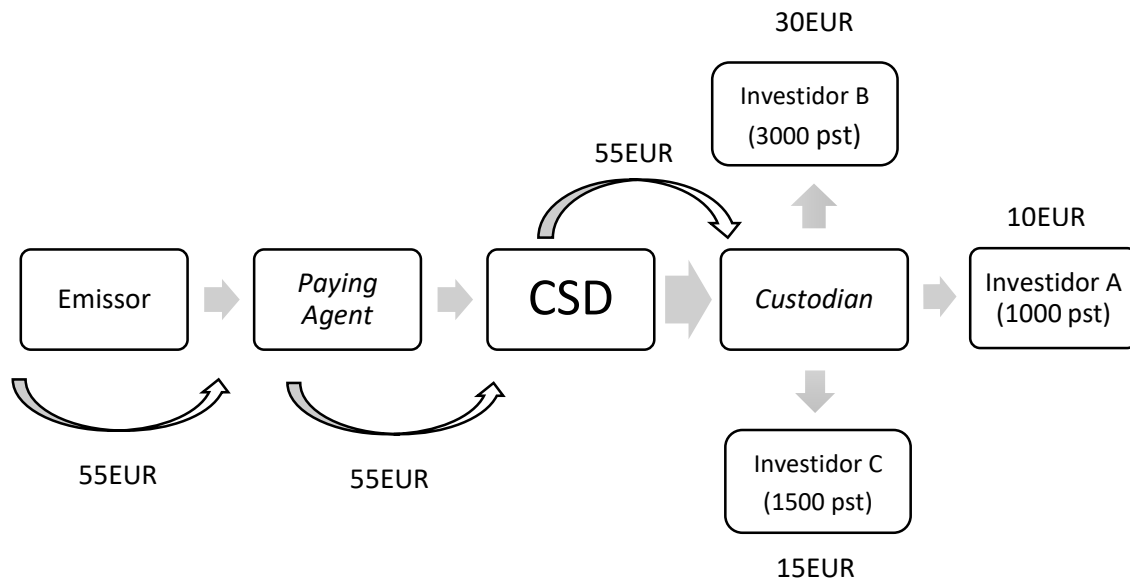 30EUR
Investidor B
(3000 pst)
55EUR
10EUR
Emissor
Paying
Agent
CSD
Custodian
Investidor A
(1000 pst)
55EUR
55EUR
Investidor C
(1500 pst)
15EUR